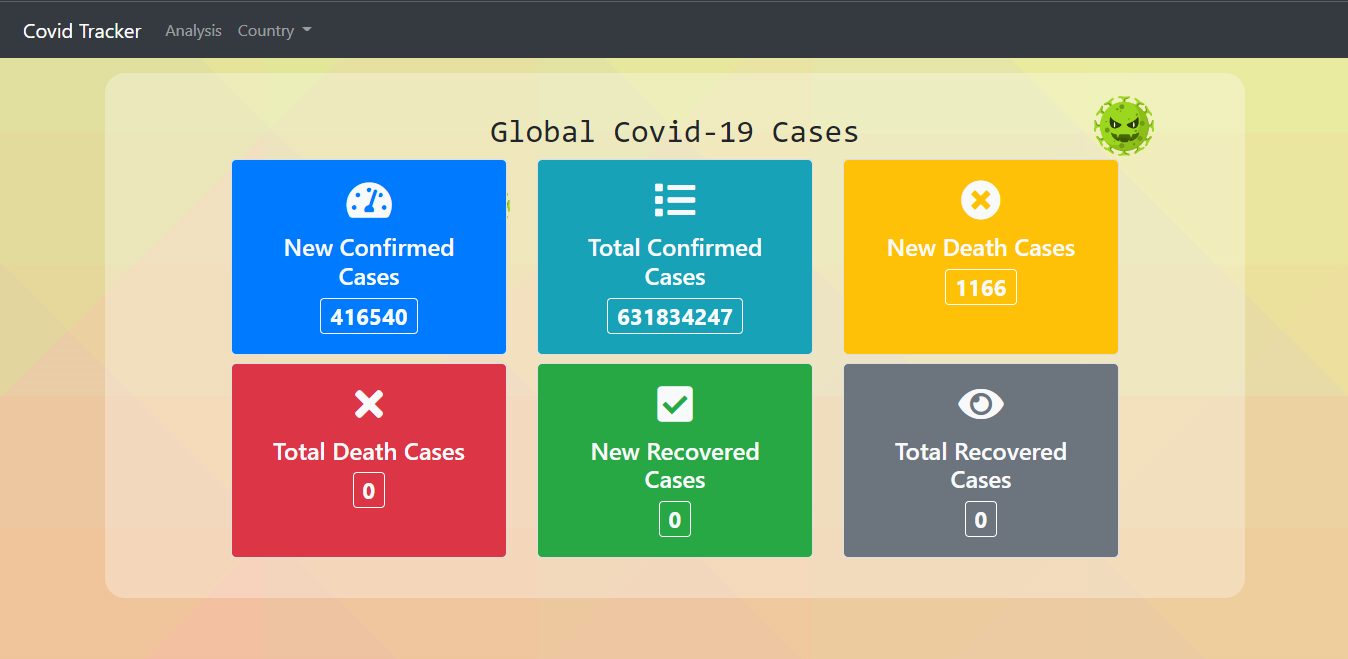 Covid Tracker Analysis Country
Global Covid-19 Cases
New Confirmed
Cases
416540
Total Confirmed
Cases
631834247
New Death Cases
1166
Total Death Cases
0
New Recovered
Cases
0
Total Recovered
Cases
0